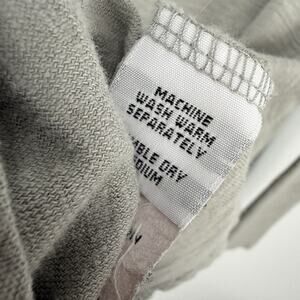 MACHINE
WASH WARM
SEPARATELY
MBLE DRY
DIUM